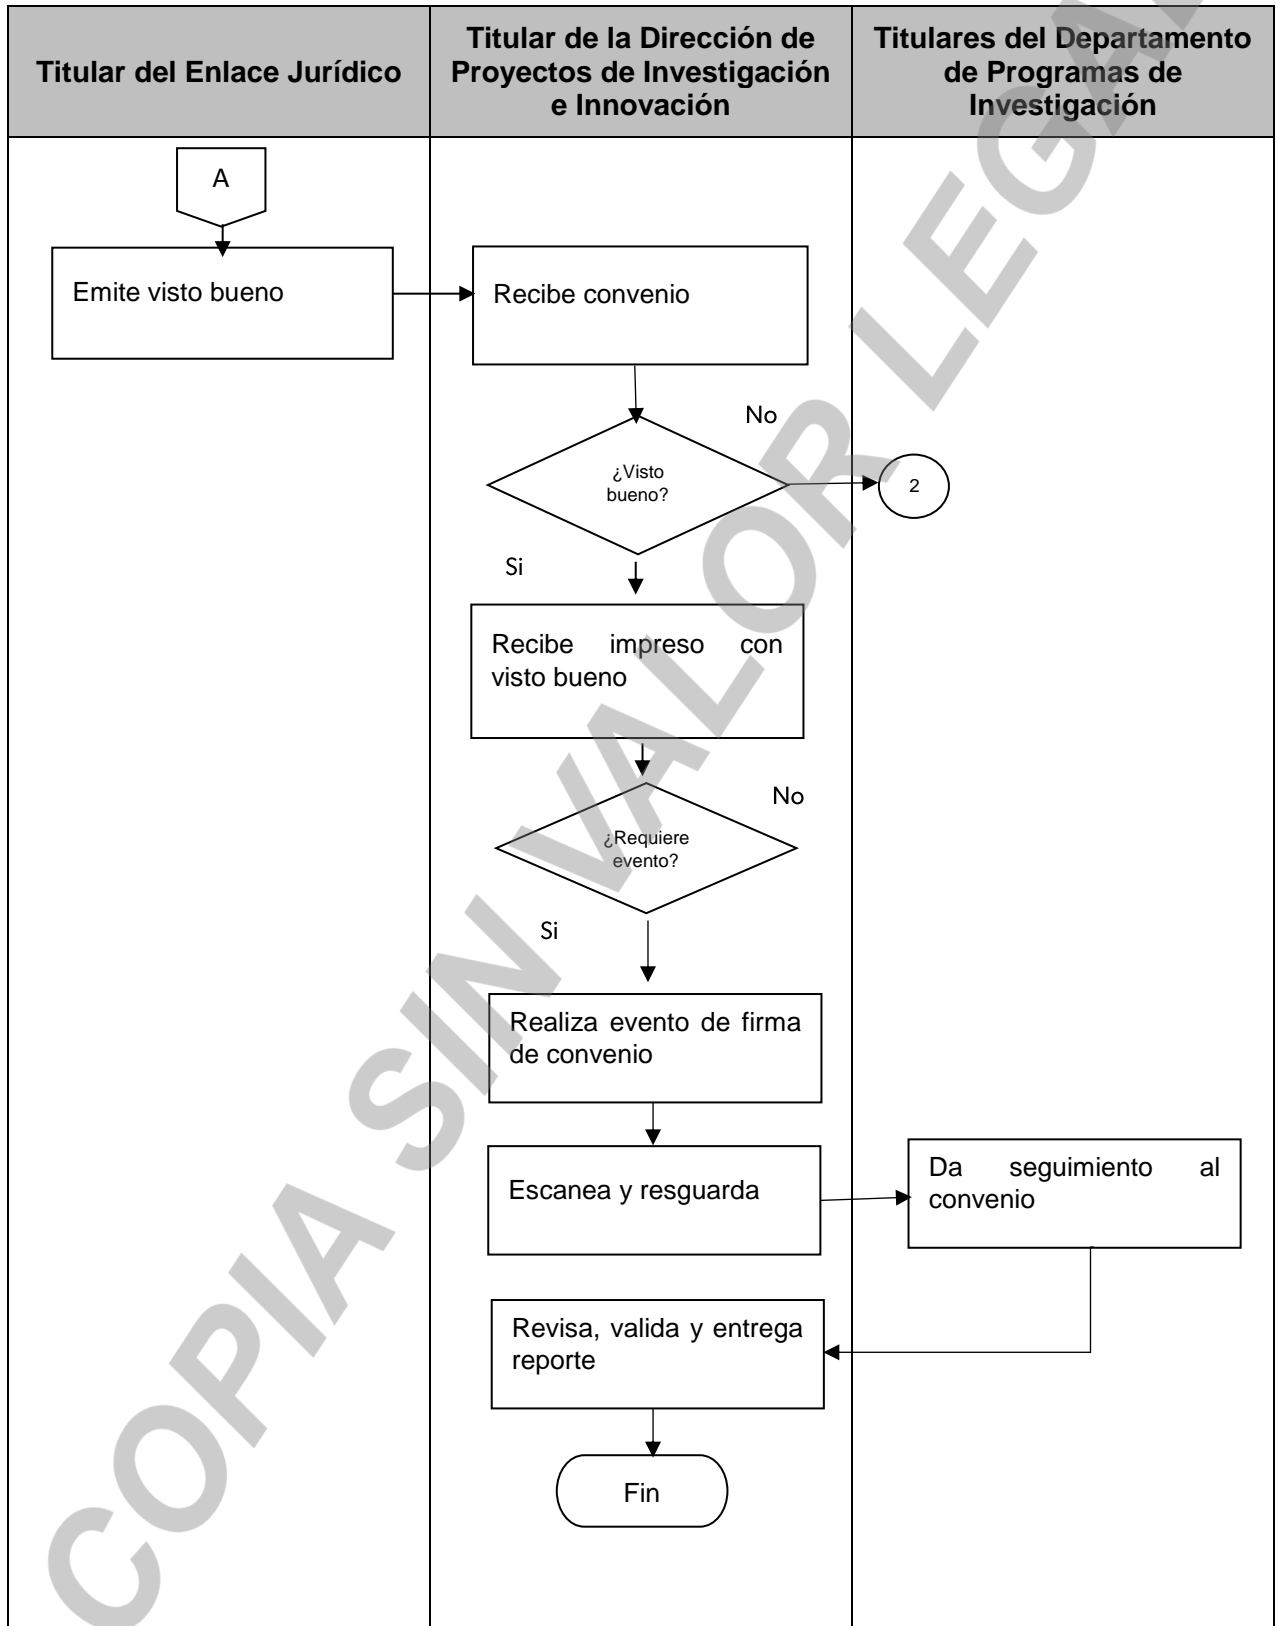 Titular del Enlace Jurídico
Titular de la Dirección de
Proyectos de Investigación
e Innovación
Titulares del Departamento
de Programas de
Investigación
A
Emite visto bueno
Recibe convenio
No
¿Visto
bueno?
2
Si
Recibe impreso con
visto bueno
No
¿Requiere
evento?
Si
Realiza evento de firma
de convenio
Escanea y resguarda
Da seguimiento al
convenio
Revisa, valida y entrega
reporte
Fin
COPIA SIN VALOR LEGAL